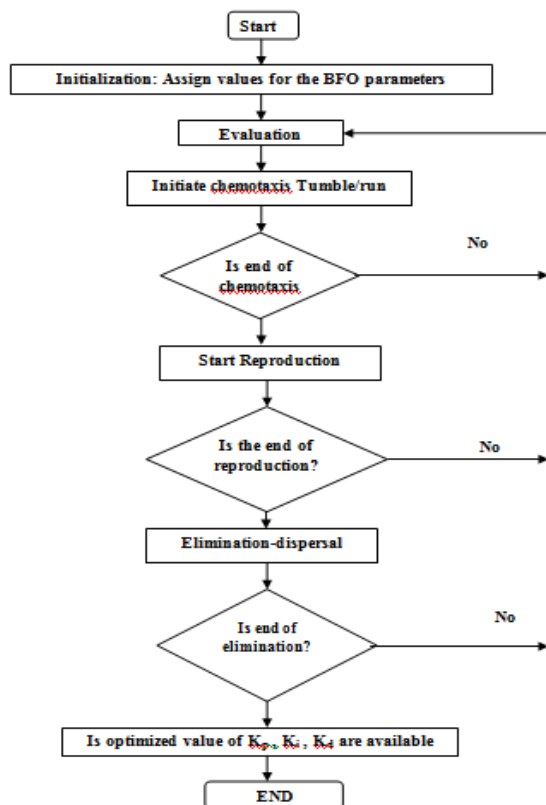 Start
Initialization: Assign values for the BFO parameters
Evaluation
Initiate chemotaxis Tumble/run
No
Is end of
chemotaxis
Start Reproduction
Is the end of
reproduction?
No
Elimination-dispersal
No
Is end of
elimination?
Is optimized value of Kp, Ki , Kd are available
END